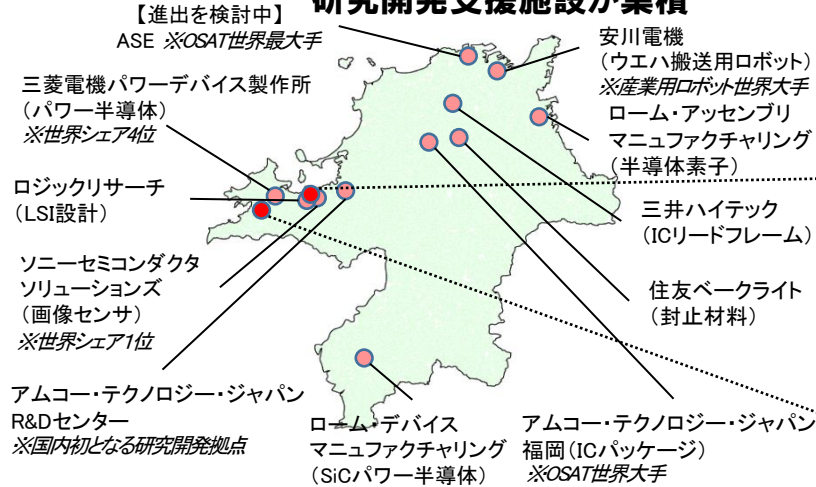 研究開発支援施設が集積
【進出を検討中】
ASE ※OSAT世界最大手
安川電機
(ウエハ搬送用ロボット)
※産業用ロボット世界大手
三菱電機パワーデバイス製作所
(パワー半導体)
※世界シェア4位
ローム・アッセンブリ
マニュファクチャリング
(半導体素子)
ロジックリサーチ
(LSI設計)
三井ハイテック
(ICリードフレーム)
ソニーセミコンダクタ
ソリューションズ
(画像センサ)
※世界シェア1位
住友ベークライト
(封止材料)
アムコー・テクノロジー・ジャパン
R&Dセンター
※国内初となる研究開発拠点
ローム・デバイス
マニュファクチャリング
(SiCパワー半導体)
アムコー・テクノロジー・ジャパン
福岡(ICパッケージ)
※OSAT世界大手